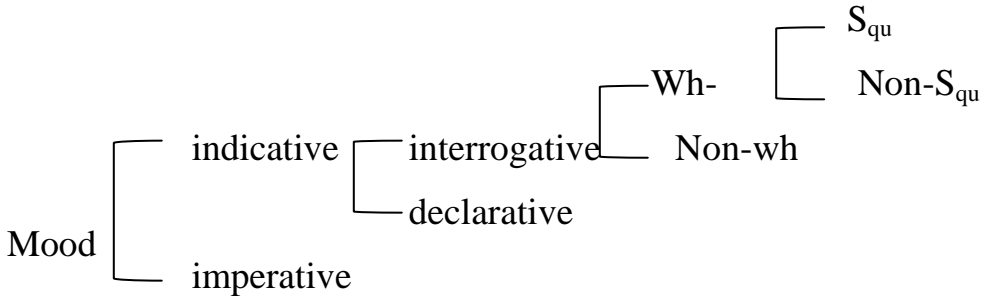 S_qu
Wh- Non-S_qu
indicative interrogative Non-wh
declarative
Mood
imperative